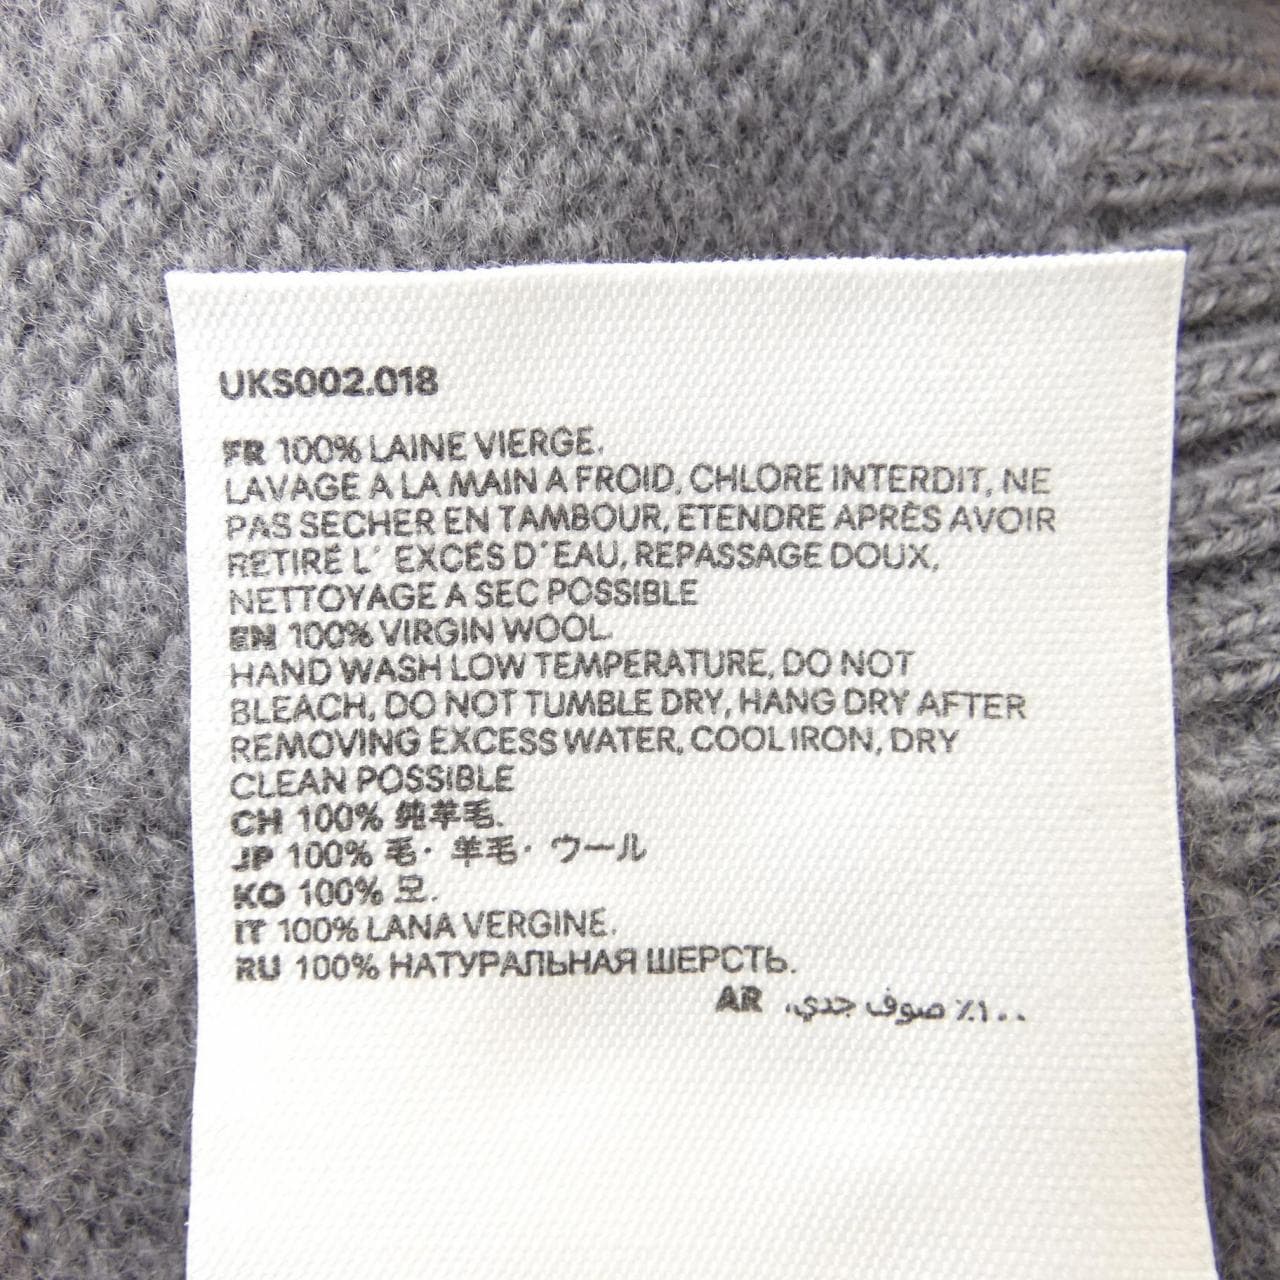 UKS002.018
FR 100% LAINE VIERGE.
LAVAGE A LA MAIN A FROID, CHLORE INTERDIT, NE
PAS SECHER EN TAMBOUR, ETENDRE APRÈS AVOIR
RETIRÉ L' EXCÉS D'EAU, REPASSAGE DOUX,
NETTOYAGE A SEC POSSIBLE
EN 100% VIRGIN WOOL.
HAND WASH LOW TEMPERATURE, DO NOT
BLEACH, DO NOT TUMBLE DRY, HANG DRY AFTER
REMOVING EXCESS WATER, COOL IRON, DRY
CLEAN POSSIBLE
CH 100% 纯羊毛.
JP 100% 毛・羊毛・ウール
KO 100% 모.
IT 100% LANA VERGINE.
RU 100% НАТУРАЛЬНАЯ ШЕРСТЬ.
AR ١٠٠٪ صوف جدي.